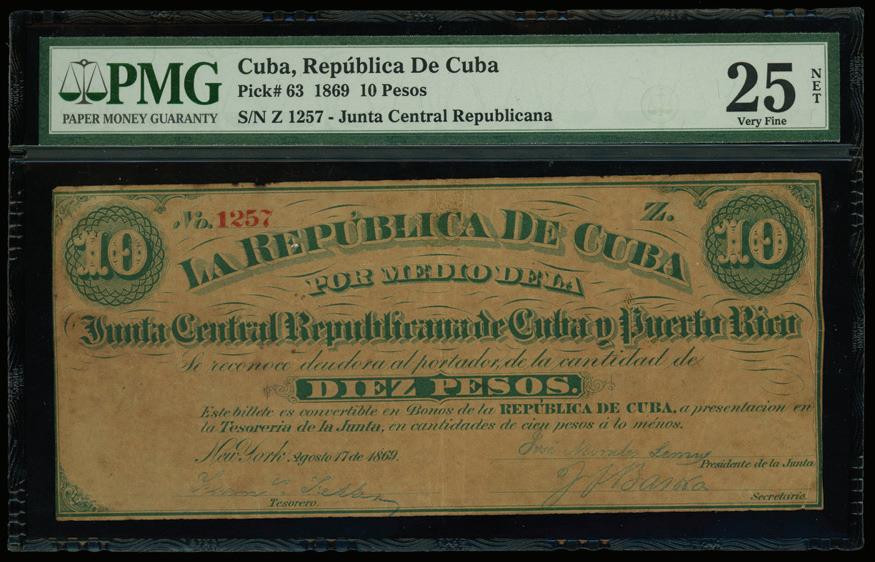 PMG
PAPER MONEY GUARANTY
Cuba, República De Cuba
Pick# 63 1869 10 Pesos
S/N Z 1257 - Junta Central Republicana
25
Very Fine
NET
No. 1257
Z.
10
10
LA REPÚBLICA DE CUBA
POR MEDIO DE LA
Junta Central Republicana de Cuba y Puerto Rico
Se reconoce deudora al portador, de la cantidad de
DIEZ PESOS.
Este billete es convertible en Bonos de la REPÚBLICA DE CUBA, a presentacion en
la Tesoreria de la Junta, en cantidades de cien pesos á lo ménos.
New York Agosto 17 de 1869.
José Morales Lemus
Presidente de la Junta
Tesorero.
Secretario.